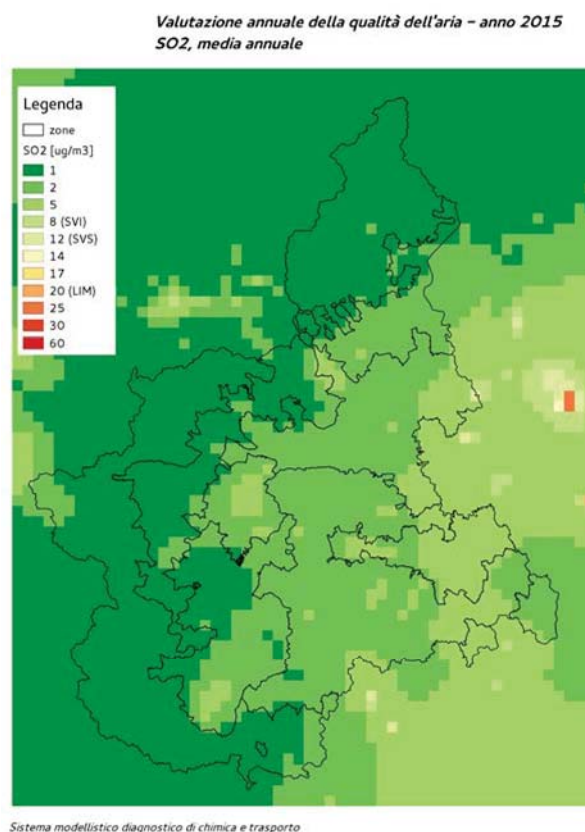 Valutazione annuale della qualità dell'aria – anno 2015
SO2, media annuale
Legenda
zone
SO2 [ug/m3]
1
2
5
8 (SVI)
12 (SVS)
14
17
20 (LIM)
25
30
60
Sistema modellistico diagnostico di chimica e trasporto